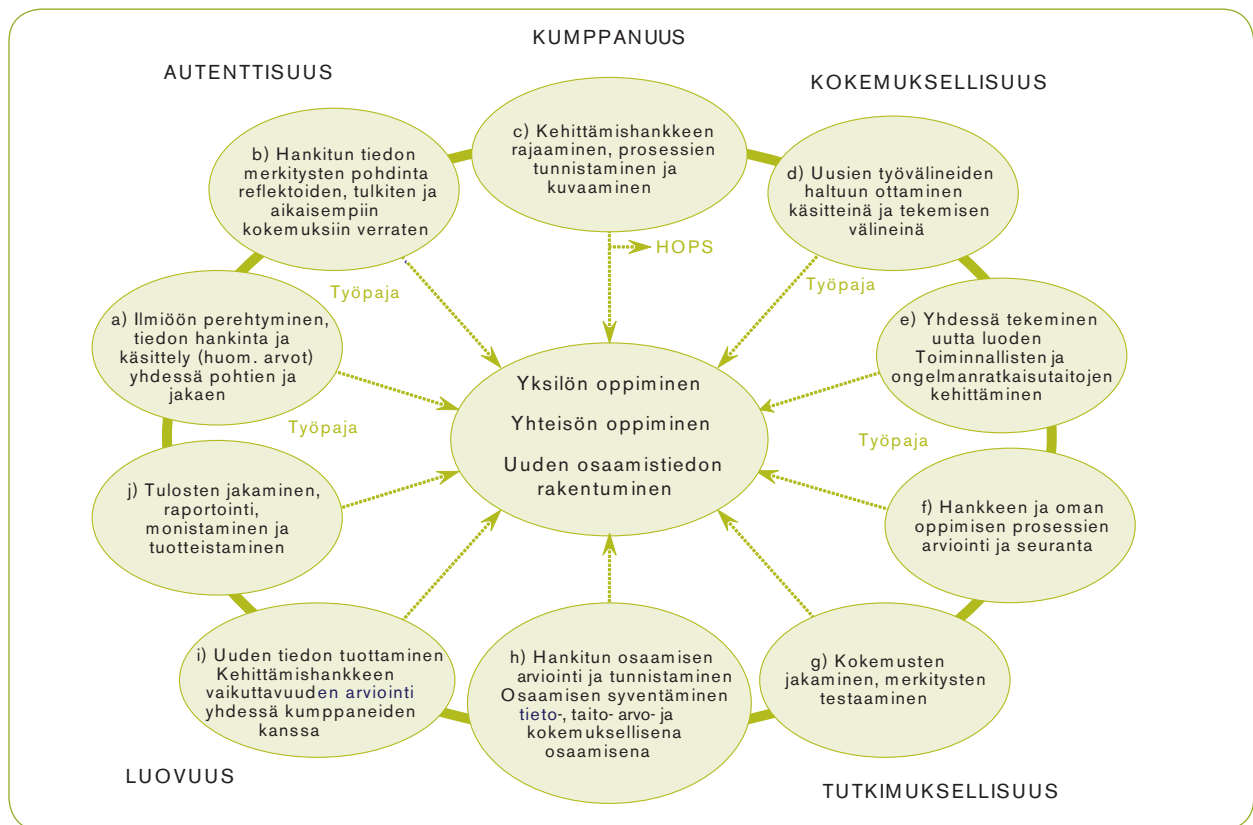 KUMPPANUUS
AUTENTTISUUS
KOKEMUKSELLISUUS
c) Kehittämishankkeen
rajaaminen, prosessien
tunnistaminen ja
kuvaaminen
b) Hankitun tiedon
merkitysten pohdinta
reflektoiden, tulkiten ja
aikaisempiin
kokemuksiin verraten
d) Uusien työvälineiden
haltuun ottaminen
käsitteinä ja tekemisen
välineinä
HOPS
Työpaja
Työpaja
a) Ilmiöön perehtyminen,
tiedon hankinta ja
käsittely (huom. arvot)
yhdessä pohtien ja
jakaen
e) Yhdessä tekeminen
uutta luoden
Toiminnallisten ja
ongelmanratkaisutaitojen
kehittäminen
Yksilön oppiminen
Yhteisön oppiminen
Uuden osaamistiedon
rakentuminen
Työpaja
Työpaja
j) Tulosten jakaminen,
raportointi,
monistaminen ja
tuotteistaminen
f) Hankkeen ja oman
oppimisen prosessien
arviointi ja seuranta
i) Uuden tiedon tuottaminen
Kehittämishankkeen
vaikuttavuuden arviointi
yhdessä kumppaneiden
kanssa
h) Hankitun osaamisen
arviointi ja tunnistaminen
Osaamisen syventäminen
tieto-, taito- arvo- ja
kokemuksellisena
osaamisena
g) Kokemusten
jakaminen, merkitysten
testaaminen
LUOVUUS
TUTKIMUKSELLISUUS